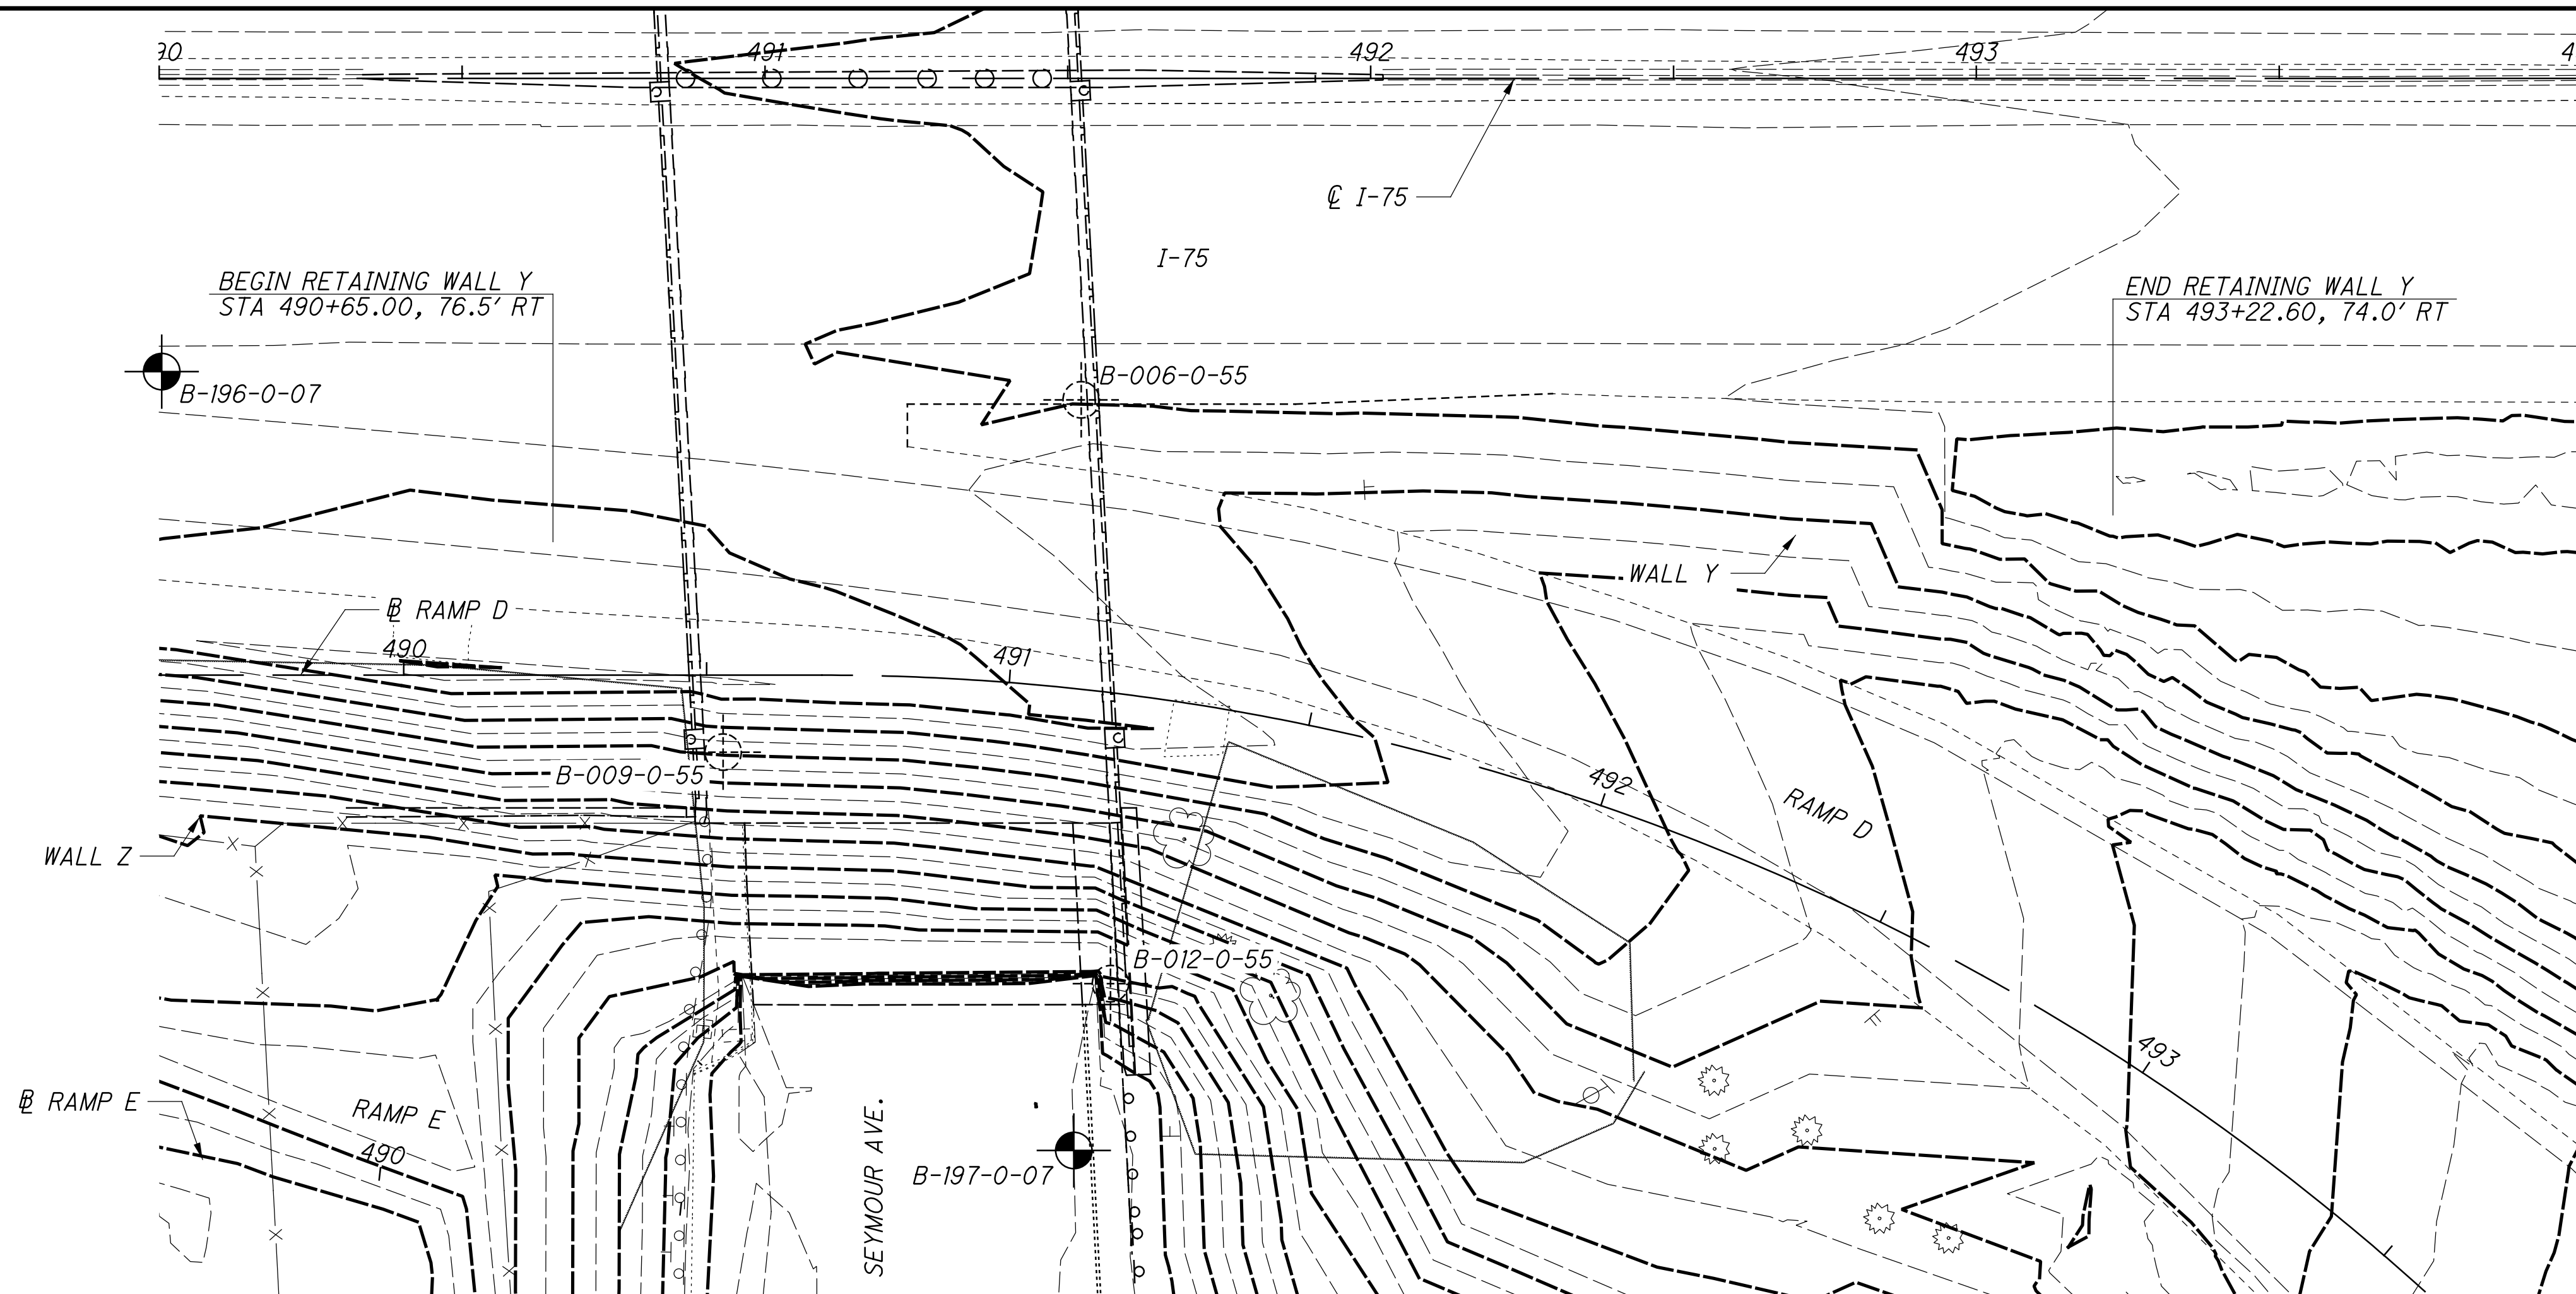 491
492
493
℄ I-75
I-75
BEGIN RETAINING WALL Y
STA 490+65.00, 76.5' RT
END RETAINING WALL Y
STA 493+22.60, 74.0' RT
B-196-0-07
B-006-0-55
WALL Y
B RAMP D
490
491
B-009-0-55
492
RAMP D
WALL Z
B-012-0-55
493
B RAMP E
RAMP E
490
SEYMOUR AVE.
B-197-0-07